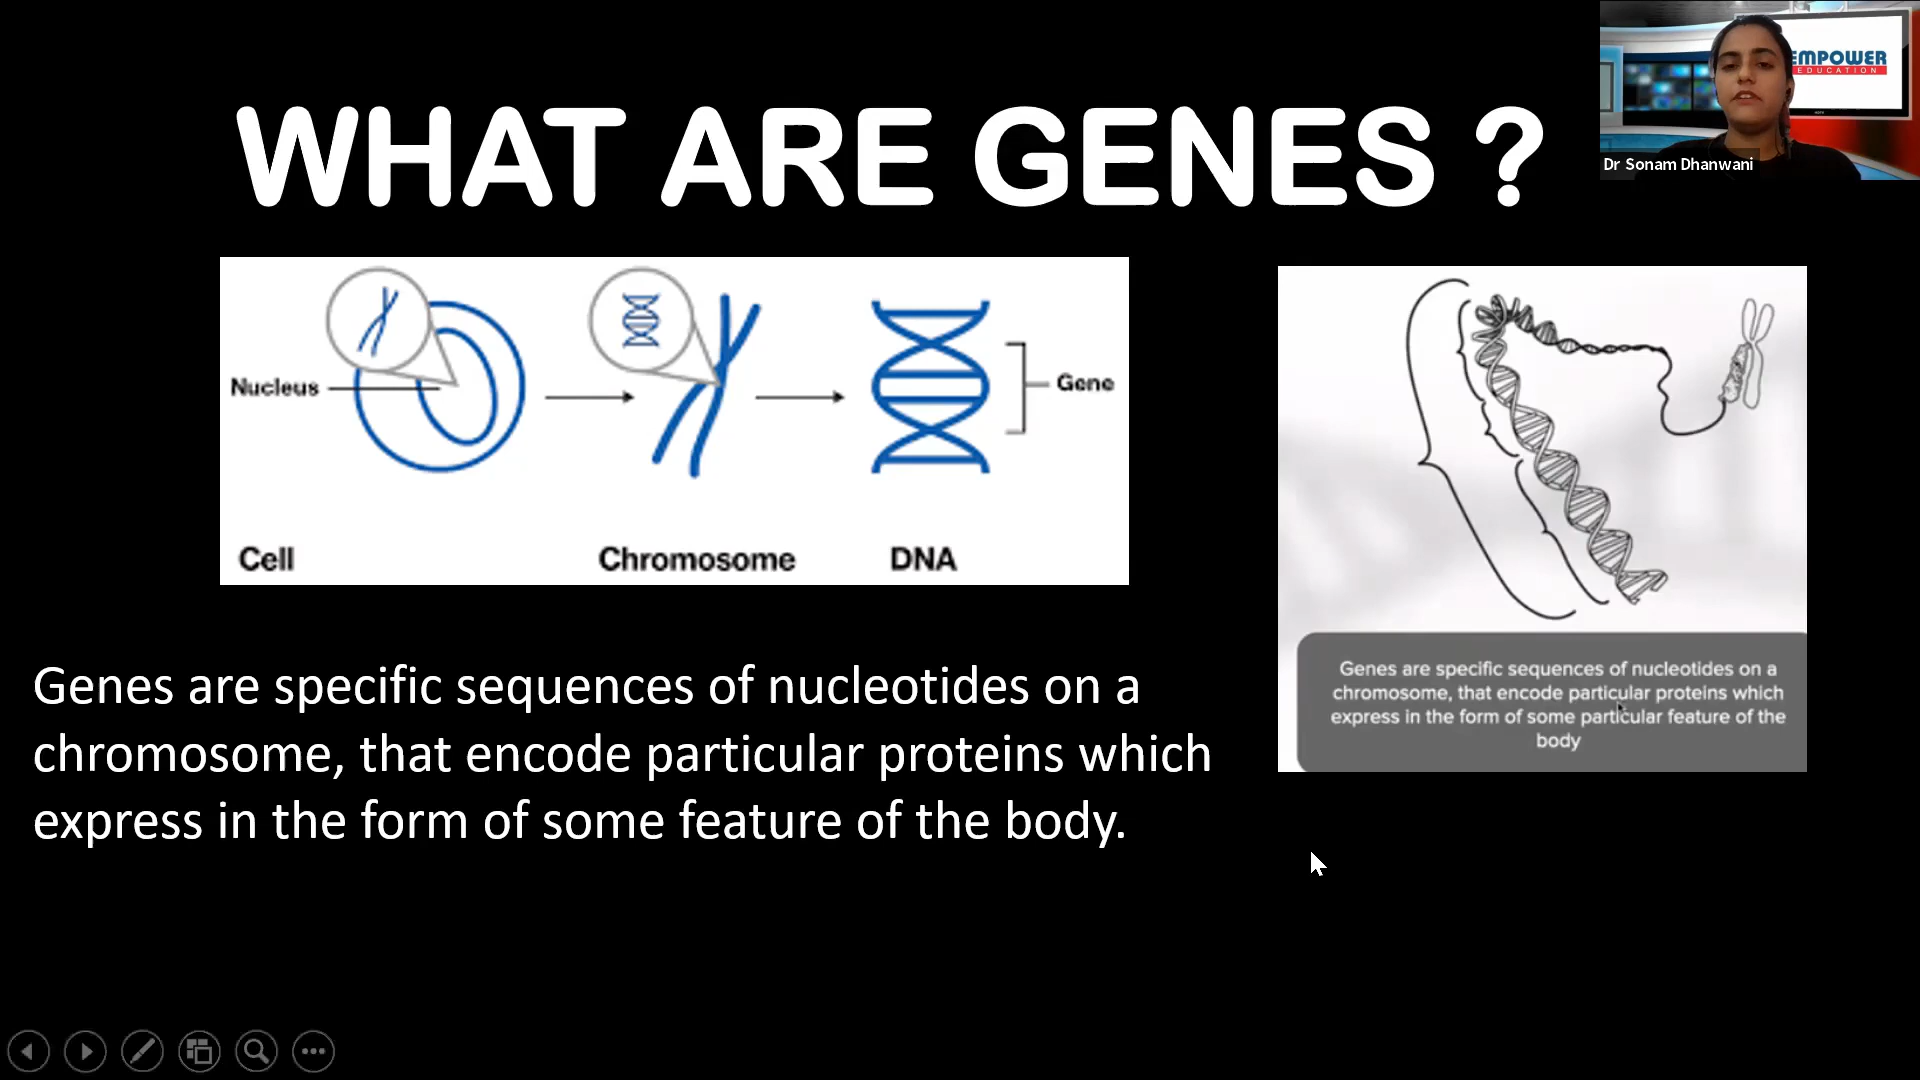 WHAT ARE GENES ?
EMPOWER
EDUCATION
Dr Sonam Dhanwani
Nucleus
Gene
Cell
Chromosome
DNA
Genes are specific sequences of nucleotides on a
chromosome, that encode particular proteins which
express in the form of some feature of the body.
Genes are specific sequences of nucleotides on a
chromosome, that encode particular proteins which
express in the form of some particular feature of the
body